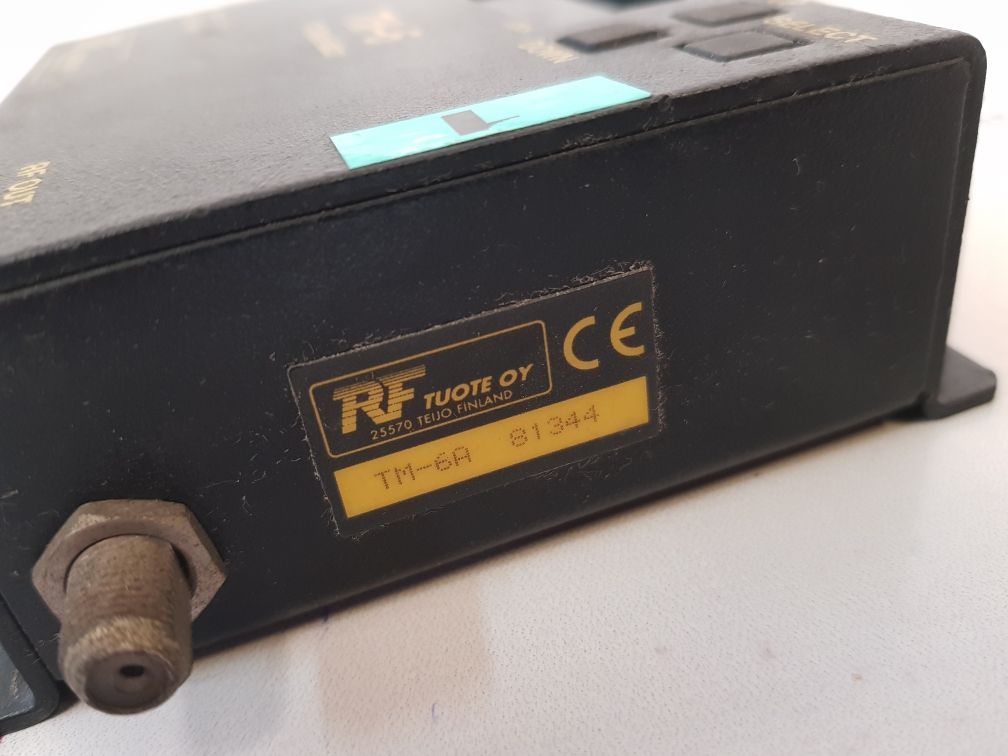 SELECT
RF OUT
RF TUOTE OY
25570 TEIJO FINLAND
CE
TM-6A 81344